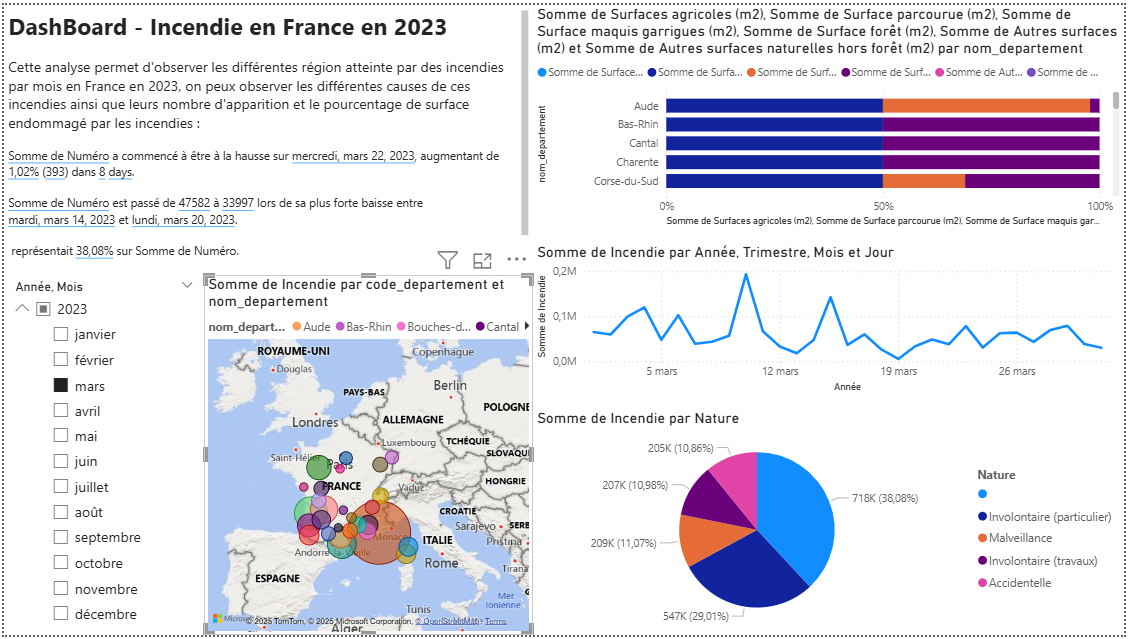 DashBoard - Incendie en France en 2023
Cette analyse permet d'observer les différentes région atteinte par des incendies
par mois en France en 2023, on peux observer les différentes causes de ces
incendies ainsi que leurs nombre d'apparition et le pourcentage de surface
endommagé par les incendies :
Somme de Numéro a commencé à être à la hausse sur mercredi, mars 22, 2023, augmentant de
1,02% (393) dans 8 days.
Somme de Numéro est passé de 47582 à 33997 lors de sa plus forte baisse entre
mardi, mars 14, 2023 et lundi, mars 20, 2023.
représentait 38,08% sur Somme de Numéro.
Année, Mois
2023
janvier
février
mars
avril
mai
juin
juillet
août
septembre
octobre
novembre
décembre
Somme de Incendie par code_departement et
nom_departement
nom_depart... Aude Bas-Rhin Bouches-d... Cantal
ROYAUME-UNI
Copenhague
Douglas
Berlin
PAYS-BAS
POLOGNE
Londres
ALLEMAGNE
Luxembourg
TCHÉQUIE
Saint-Hélier
Paris
SLOVAQU
FRANCE
Vaduz
HONGRIE
CROATIE
Sarajevo
SERB
Monaco
Pristina
Andorre-la-Vieille
ITALIE
Rome
Tirana
ESPAGNE
Mer
Ionienne
Tunis
Alger
© 2025 TomTom, © 2025 Microsoft Corporation, © OpenStreetMap Terms
Somme de Surfaces agricoles (m2), Somme de Surface parcourue (m2), Somme de
Surface maquis garrigues (m2), Somme de Surface forêt (m2), Somme de Autres surfaces
(m2) et Somme de Autres surfaces naturelles hors forêt (m2) par nom_departement
Somme de Surface... Somme de Surfa... Somme de Surf... Somme de Surf... Somme de Aut... Somme de ...
nom_departement
Aude
Bas-Rhin
Cantal
Charente
Corse-du-Sud
0% 50% 100%
Somme de Surfaces agricoles (m2), Somme de Surface parcourue (m2), Somme de Surface maquis gar...
Somme de Incendie par Année, Trimestre, Mois et Jour
Somme de Incendie
0,2M
0,1M
0,0M
5 mars 12 mars 19 mars 26 mars
Année
Somme de Incendie par Nature
205K (10,86%)
207K (10,98%)
209K (11,07%)
547K (29,01%)
718K (38,08%)
Nature
Involontaire (particulier)
Malveillance
Involontaire (travaux)
Accidentelle